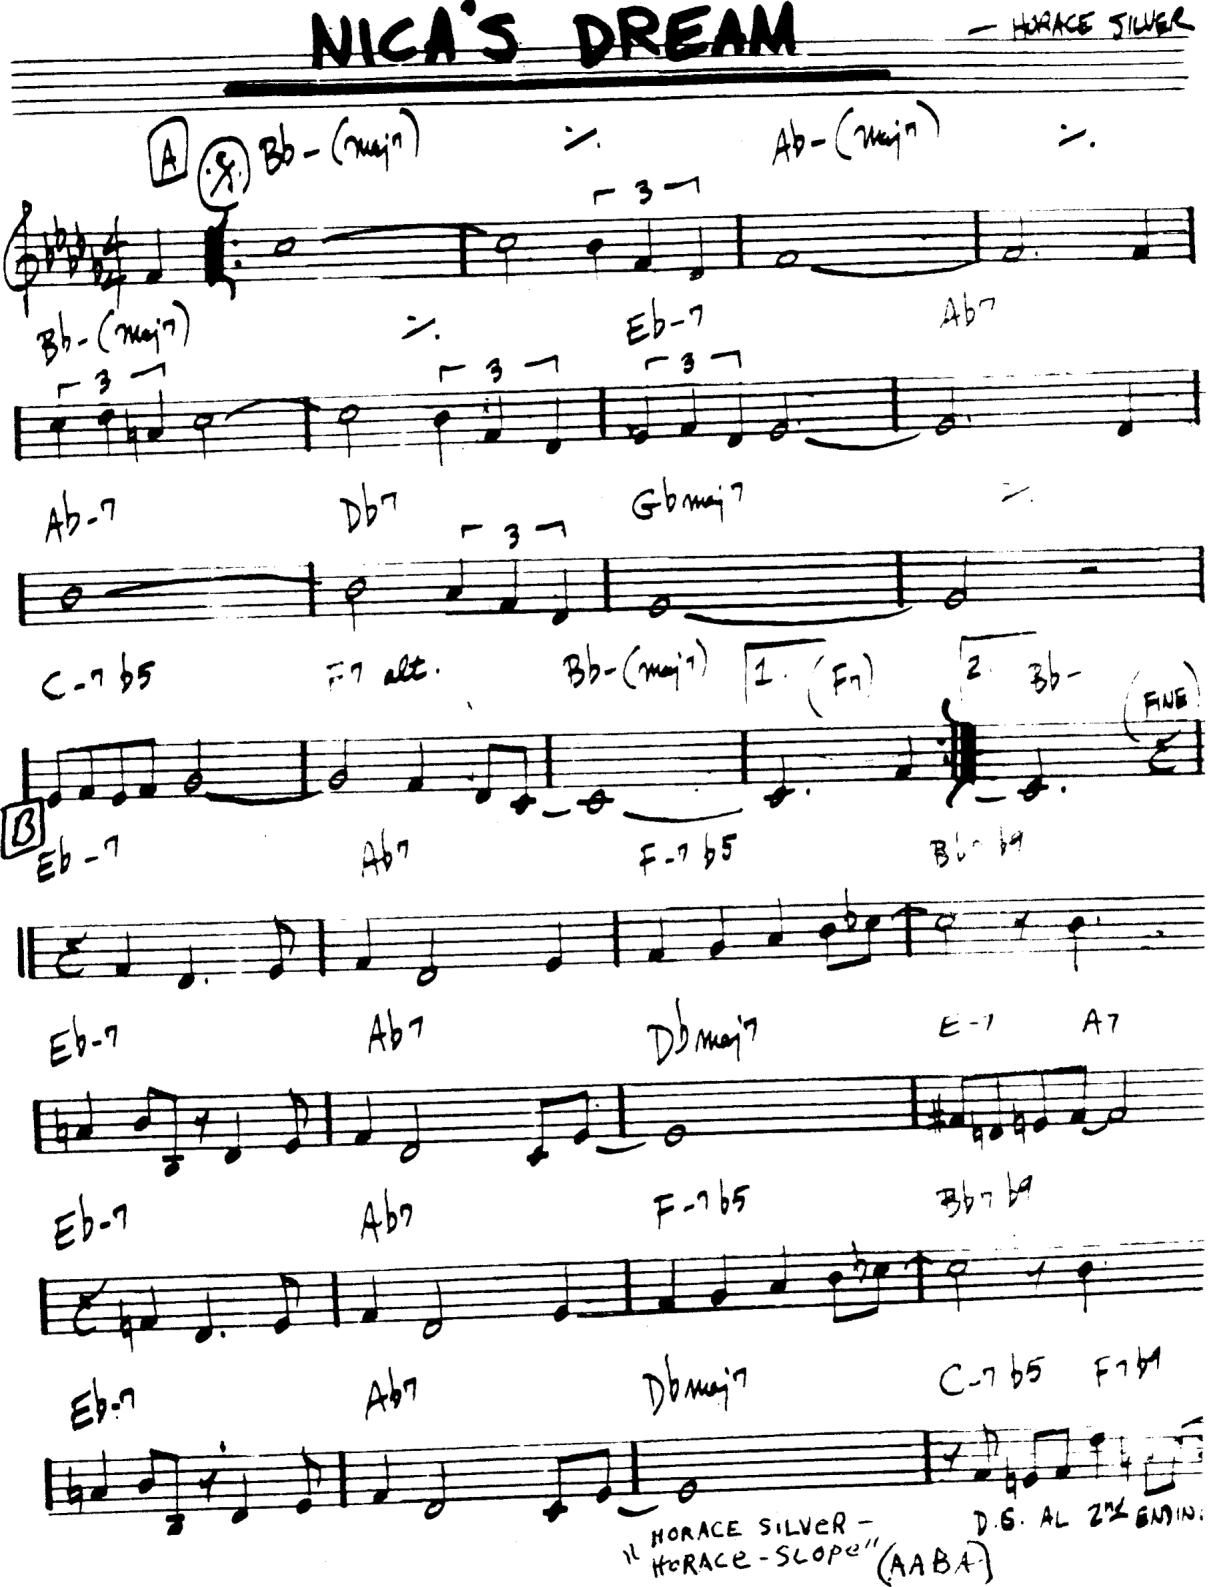 NICA'S DREAM
— HORACE SILVER
A Bb-(maj7) Ab-(maj7)
3
Bb-(maj7) Eb-7 Ab7
3 3 3
Ab-7 Db7 Gbmaj7
3
C-7b5 F7 alt. Bb-(maj7) 1. (F7) 2. Bb- (FINE)
B
Eb-7 Ab7 F-7b5 Bb7b9
Eb-7 Ab7 Dbmaj7 E-7 A7
Eb-7 Ab7 F-7b5 Bb7b9
Eb-7 Ab7 Dbmaj7 C-7b5 F7b9
D.S. AL 2nd ENDIN
"HORACE SILVER –
HORACE-SCOPE" (AABA)